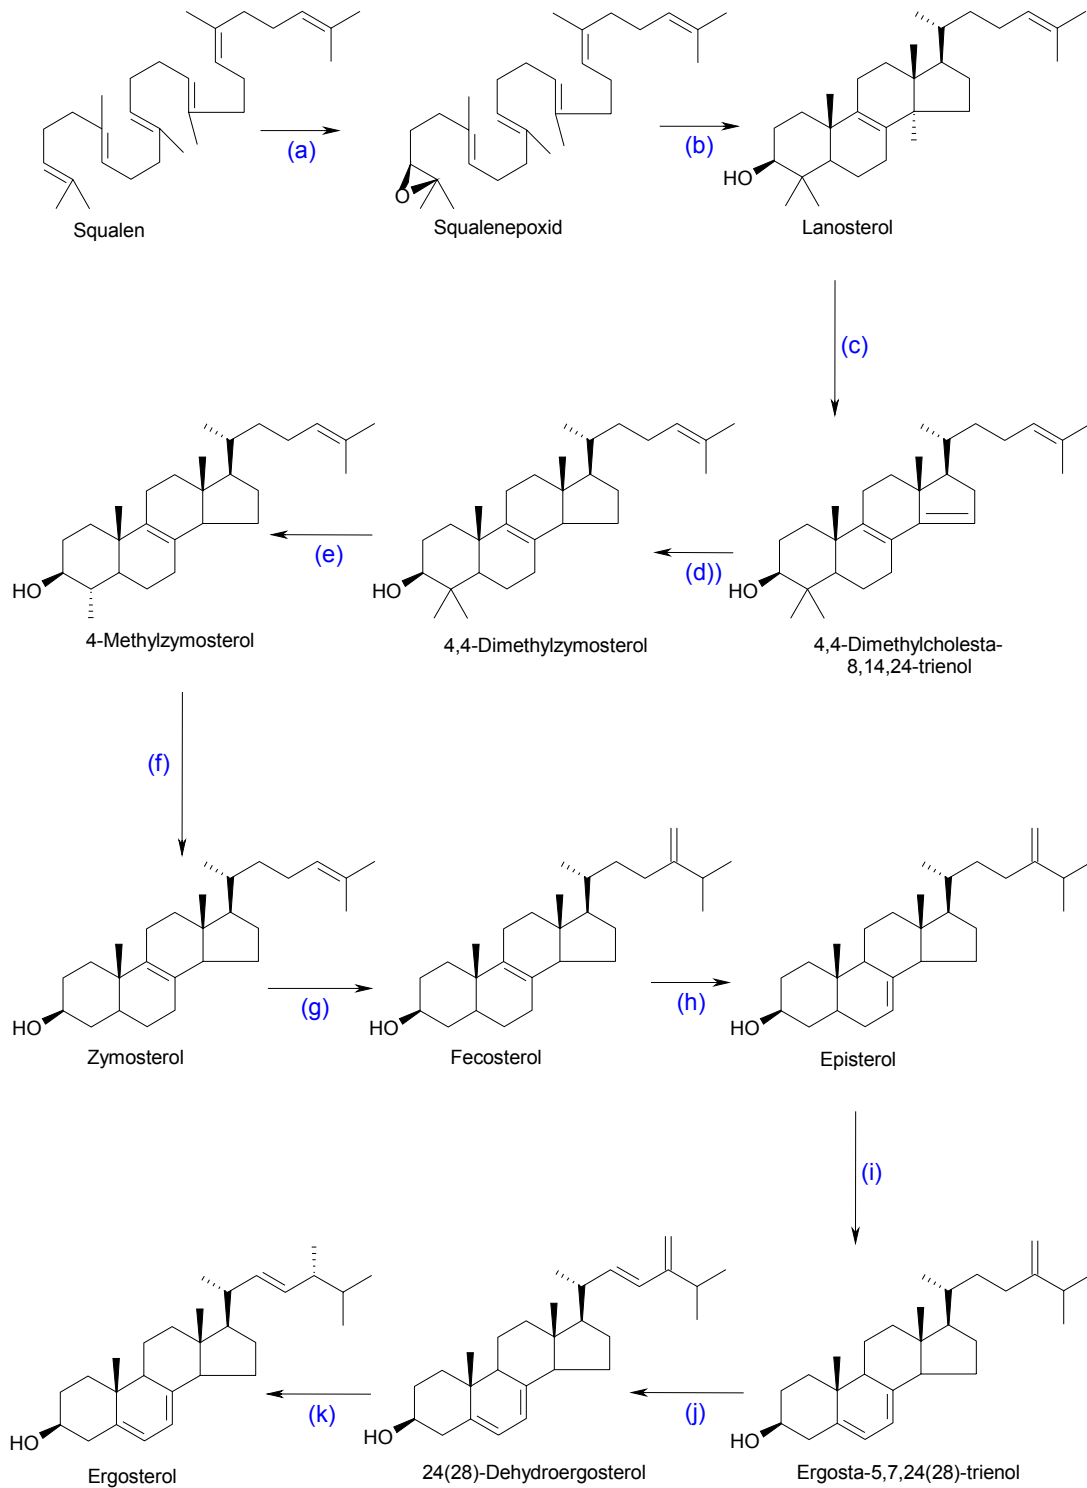 (a)
(b)
O
HO
Squalen
Squalenepoxid
Lanosterol
(c)
(e)
(d))
HO
HO
HO
4-Methylzymosterol
4,4-Dimethylzymosterol
4,4-Dimethylcholesta-
8,14,24-trienol
(f)
(g)
(h)
HO
HO
HO
Zymosterol
Fecosterol
Episterol
(i)
(k)
(j)
HO
HO
HO
Ergosterol
24(28)-Dehydroergosterol
Ergosta-5,7,24(28)-trienol